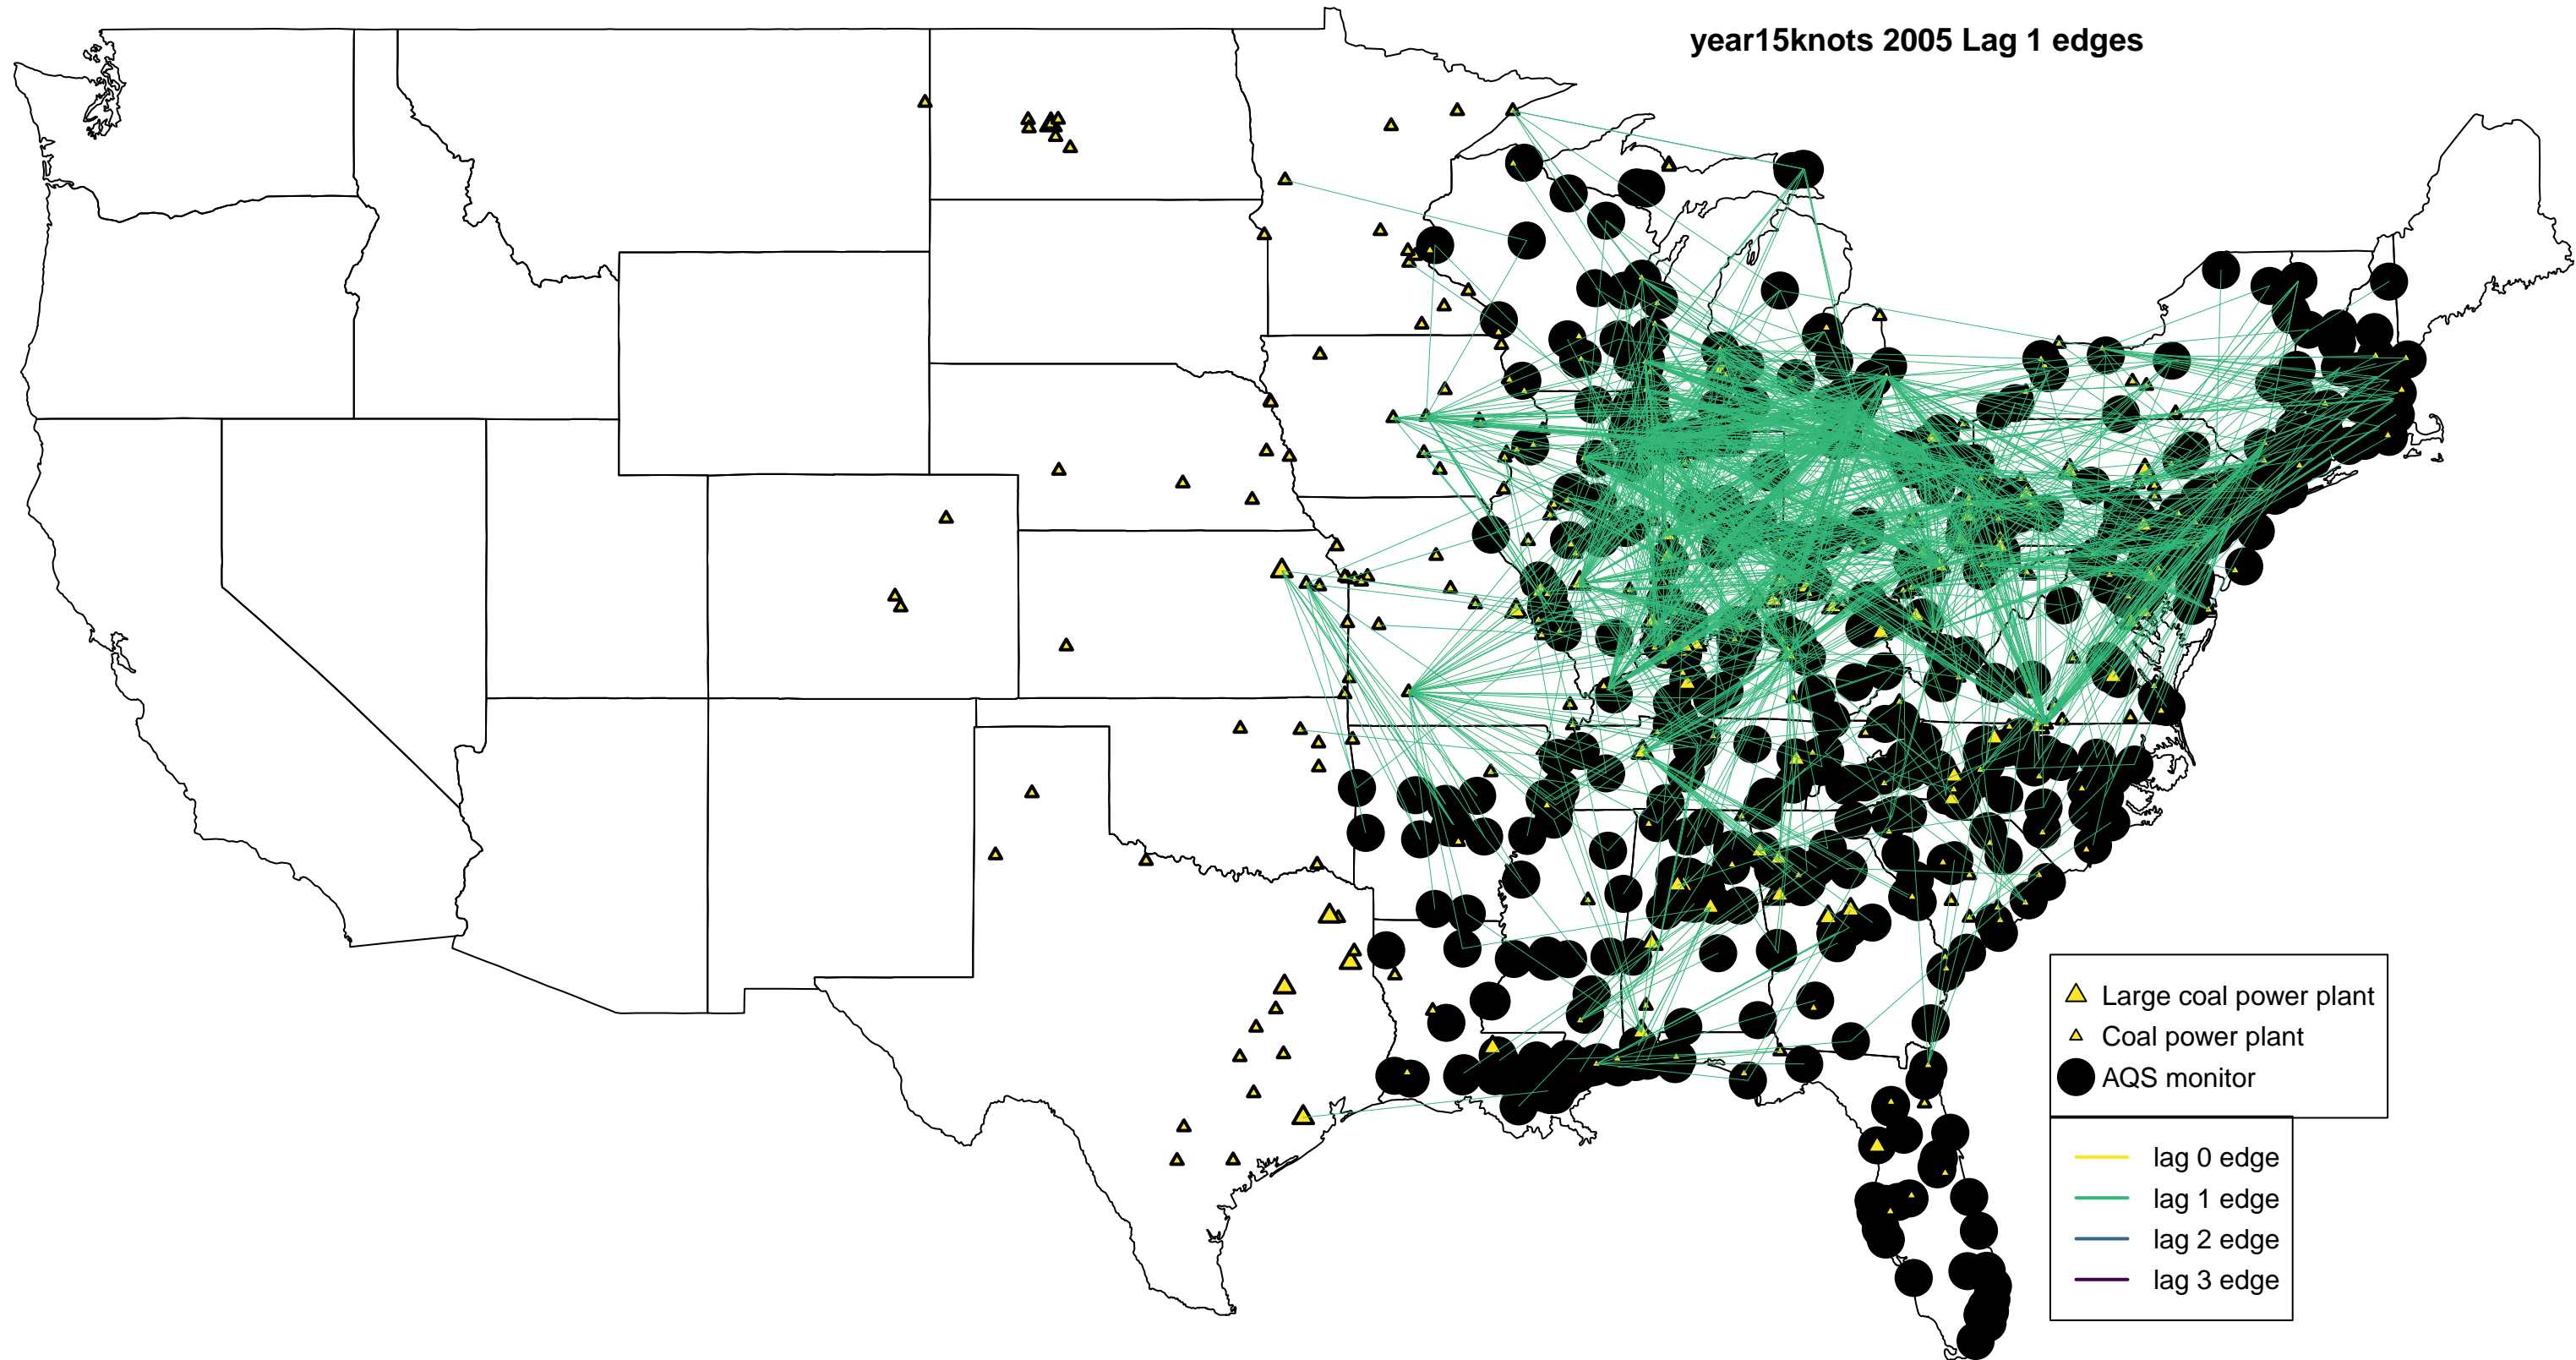 year15knots 2005 Lag 1 edges
Large coal power plant
Coal power plant
AQS monitor
lag 0 edge
lag 1 edge
lag 2 edge
lag 3 edge